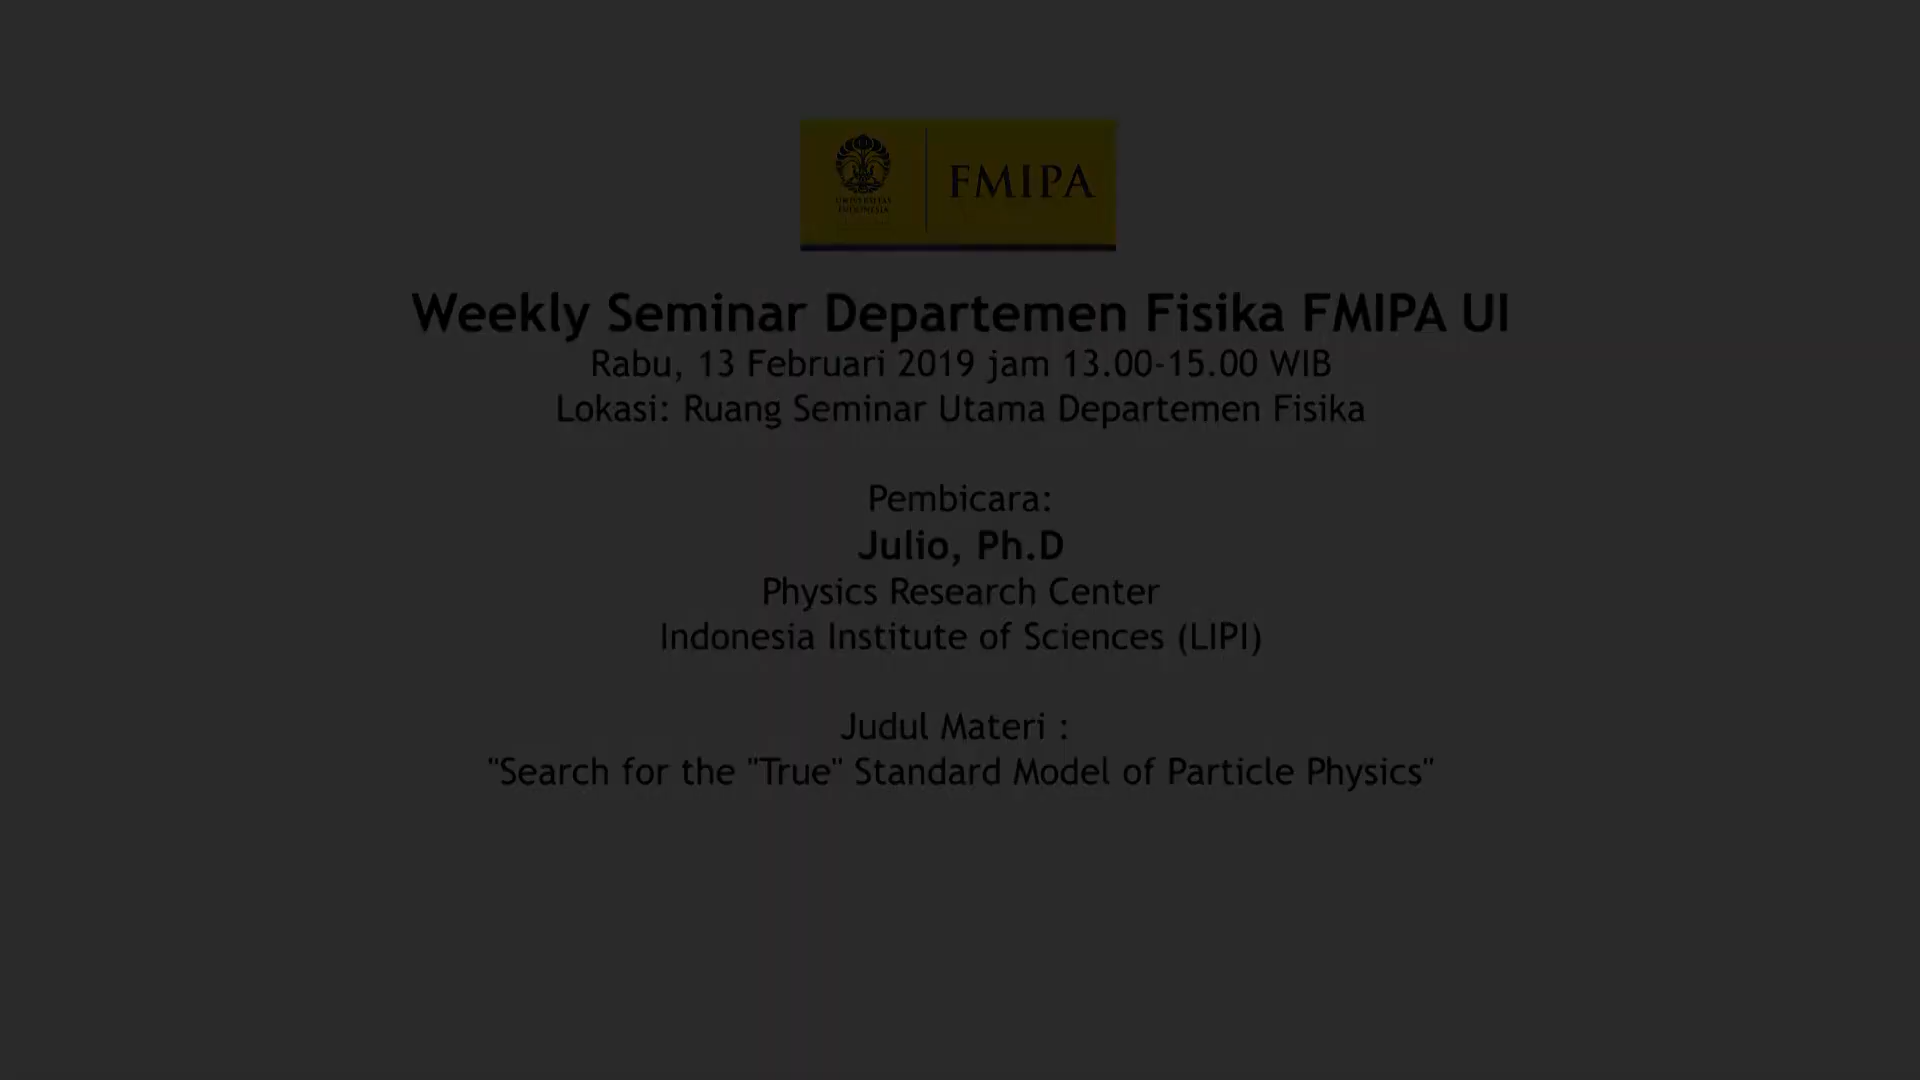 UNIVERSITAS
INDONESIA
FMIPA
Weekly Seminar Departemen Fisika FMIPA UI
Rabu, 13 Februari 2019 jam 13.00-15.00 WIB
Lokasi: Ruang Seminar Utama Departemen Fisika
Pembicara:
Julio, Ph.D
Physics Research Center
Indonesia Institute of Sciences (LIPI)
Judul Materi :
"Search for the "True" Standard Model of Particle Physics"